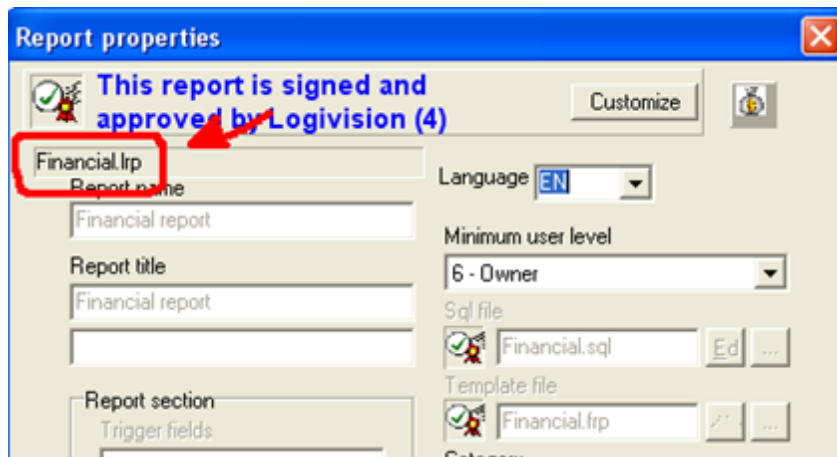 Report properties
This report is signed and
approved by Logivision (4)
Customize
Financial.lrp
Language EN
Report name
Financial report
Minimum user level
6 - Owner
Report title
Financial report
Sql file
Financial.sql
Ed
...
Template file
Financial.frp
...
Report section
Trigger fields
Category